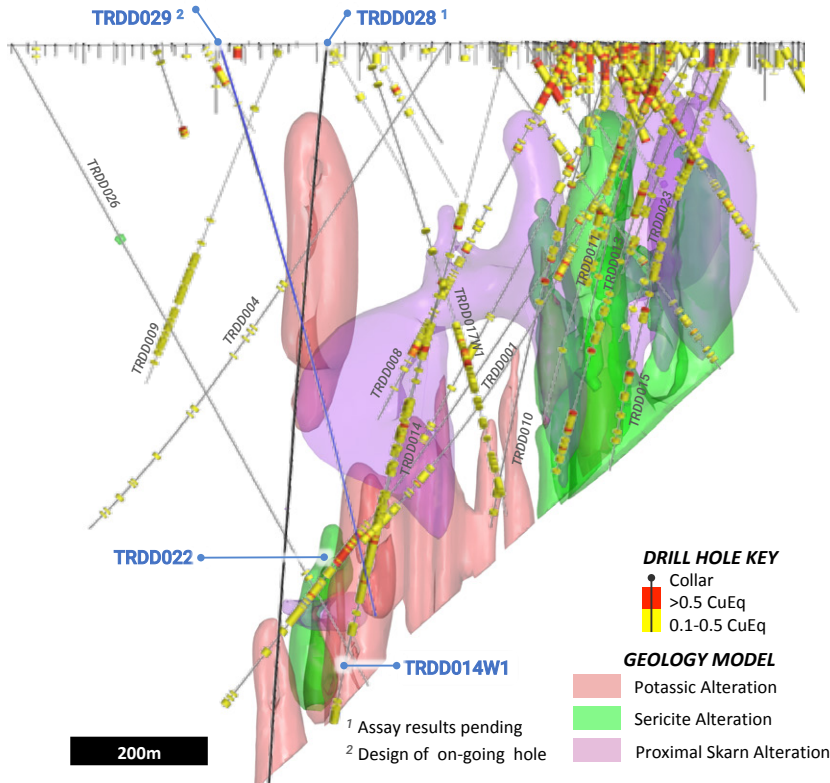 TRDD029 ²
TRDD028 ¹
TRDD026
TRDD009
TRDD004
TRDD008
TRDD017W1
TRDD001
TRDD014
TRDD010
TRDD011
TRDD023
TRDD015
TRDD022
TRDD014W1
DRILL HOLE KEY
Collar
>0.5 CuEq
0.1-0.5 CuEq
GEOLOGY MODEL
Potassic Alteration
Sericite Alteration
Proximal Skarn Alteration
¹ Assay results pending
² Design of on-going hole
200m